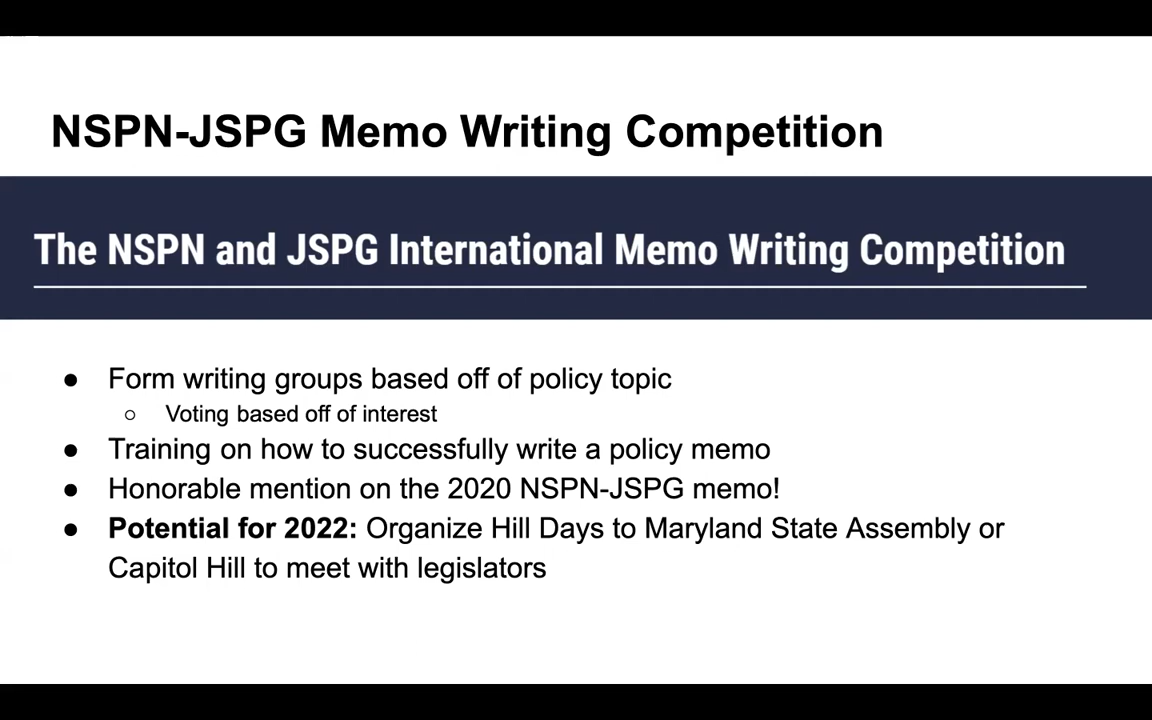 NSPN-JSPG Memo Writing Competition
The NSPN and JSPG International Memo Writing Competition
● Form writing groups based off of policy topic
○ Voting based off of interest
● Training on how to successfully write a policy memo
● Honorable mention on the 2020 NSPN-JSPG memo!
● Potential for 2022: Organize Hill Days to Maryland State Assembly or
Capitol Hill to meet with legislators